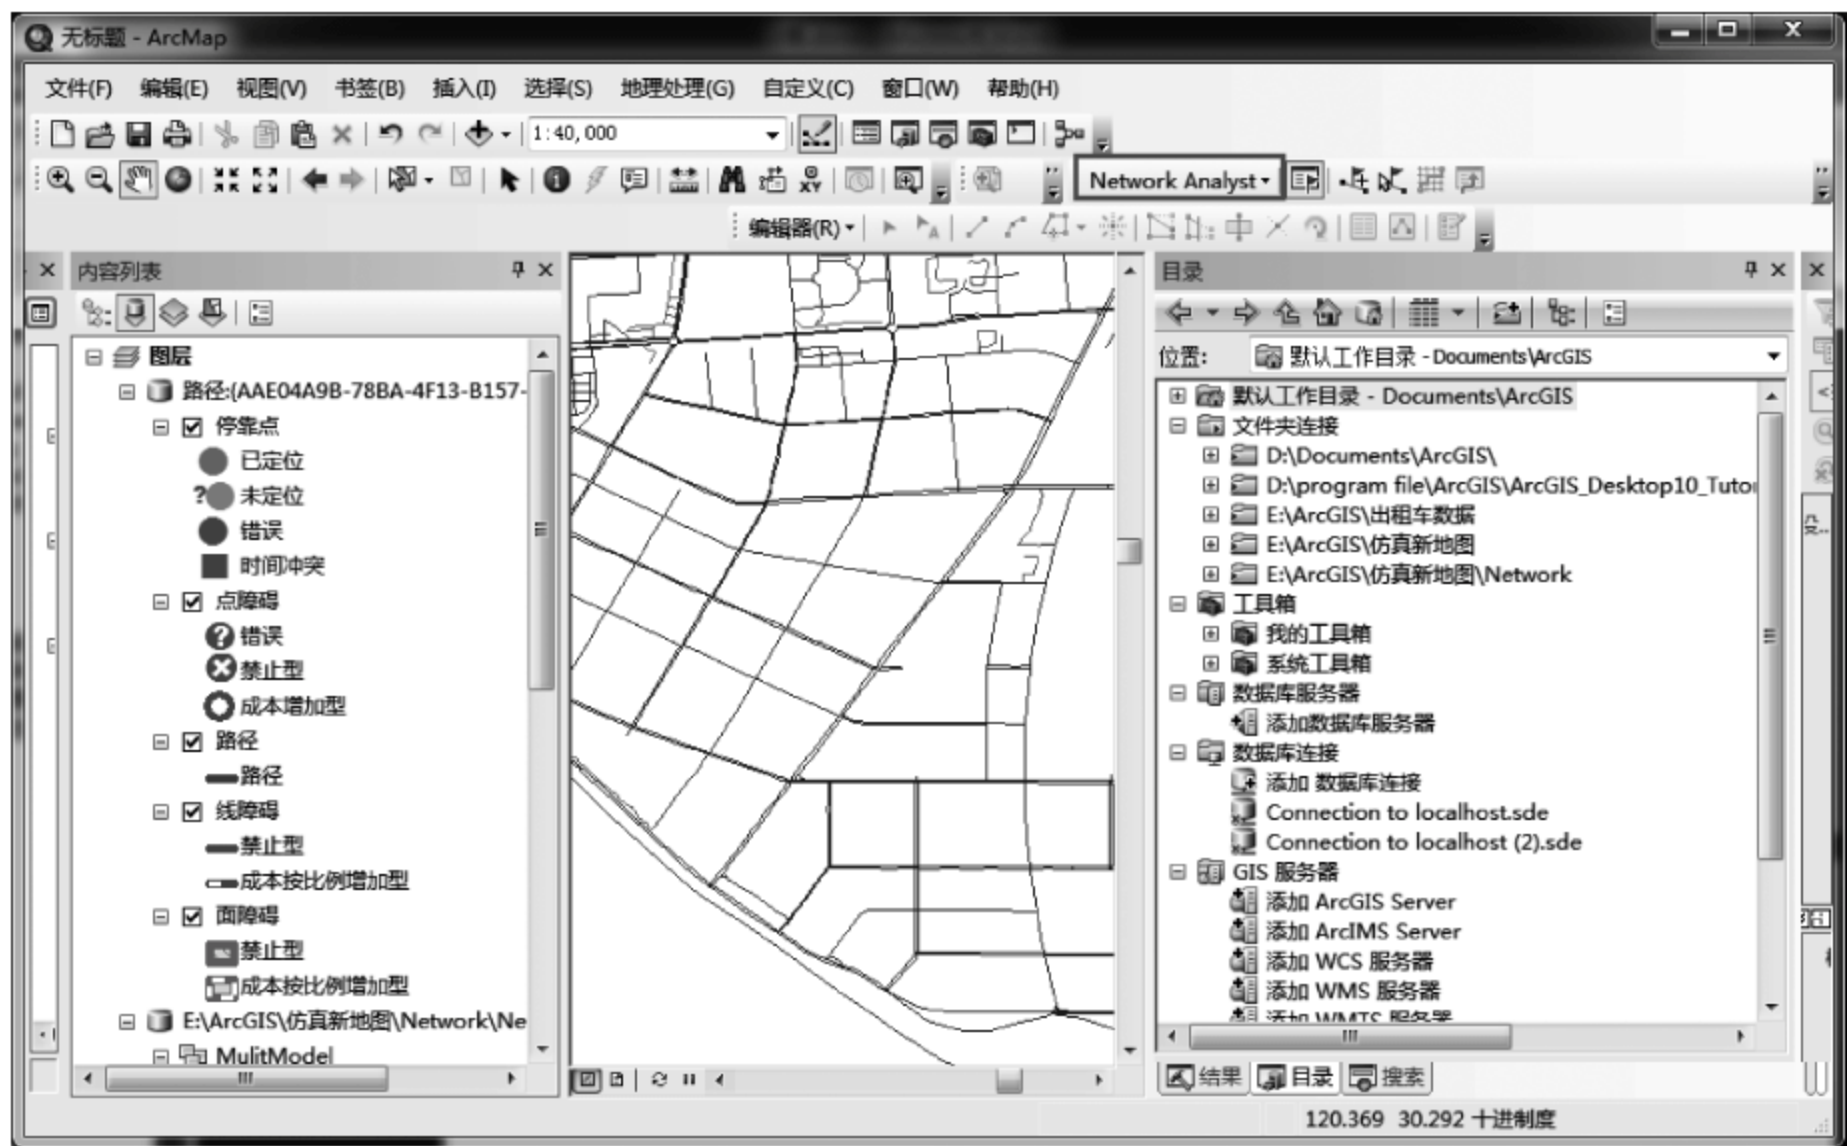 无标题 - ArcMap
文件(F) 编辑(E) 视图(V) 书签(B) 插入(I) 选择(S) 地理处理(G) 自定义(C) 窗口(W) 帮助(H)
1:40,000
XY
Network Analyst
编辑器(R)
内容列表
图层
路径:{AAE04A9B-78BA-4F13-B157-
停靠点
已定位
未定位
错误
时间冲突
点障碍
错误
禁止型
成本增加型
路径
路径
线障碍
禁止型
成本按比例增加型
面障碍
禁止型
成本按比例增加型
E:\ArcGIS\仿真新地图\Network\Ne
MulitModel
目录
位置: 默认工作目录 - Documents\ArcGIS
默认工作目录 - Documents\ArcGIS
文件夹连接
D:\Documents\ArcGIS\
D:\program file\ArcGIS\ArcGIS_Desktop10_Tutor
E:\ArcGIS\出租车数据
E:\ArcGIS\仿真新地图
E:\ArcGIS\仿真新地图\Network
工具箱
我的工具箱
系统工具箱
数据库服务器
添加数据库服务器
数据库连接
添加 数据库连接
Connection to localhost.sde
Connection to localhost (2).sde
GIS 服务器
添加 ArcGIS Server
添加 ArcIMS Server
添加 WCS 服务器
添加 WMS 服务器
添加 WMTS 服务器
结果 目录 搜索
120.369 30.292 十进制度